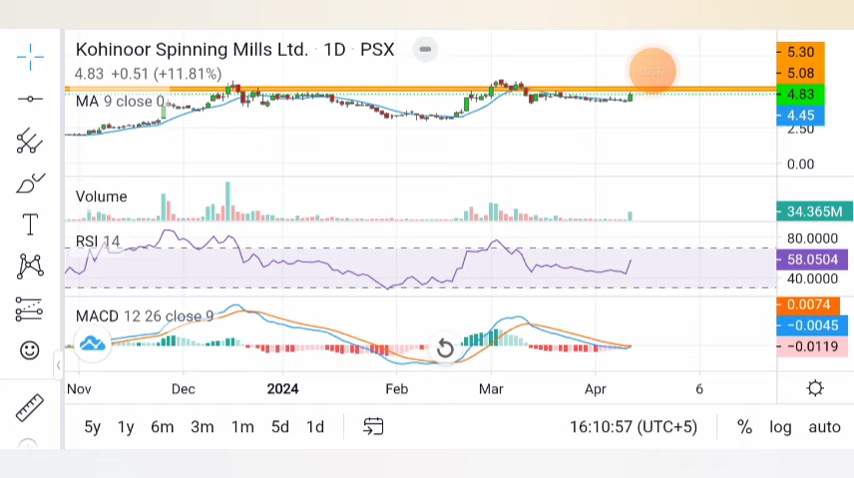 Kohinoor Spinning Mills Ltd. · 1D · PSX
4.83 +0.51 (+11.81%)
MA 9 close 0
5.30
5.08
4.83
4.45
2.50
0.00
Volume
34.365M
RSI 14
80.0000
58.0504
40.0000
MACD 12 26 close 9
0.0074
−0.0045
−0.0119
Nov Dec 2024 Feb Mar Apr 6
5y 1y 6m 3m 1m 5d 1d 16:10:57 (UTC+5) % log auto